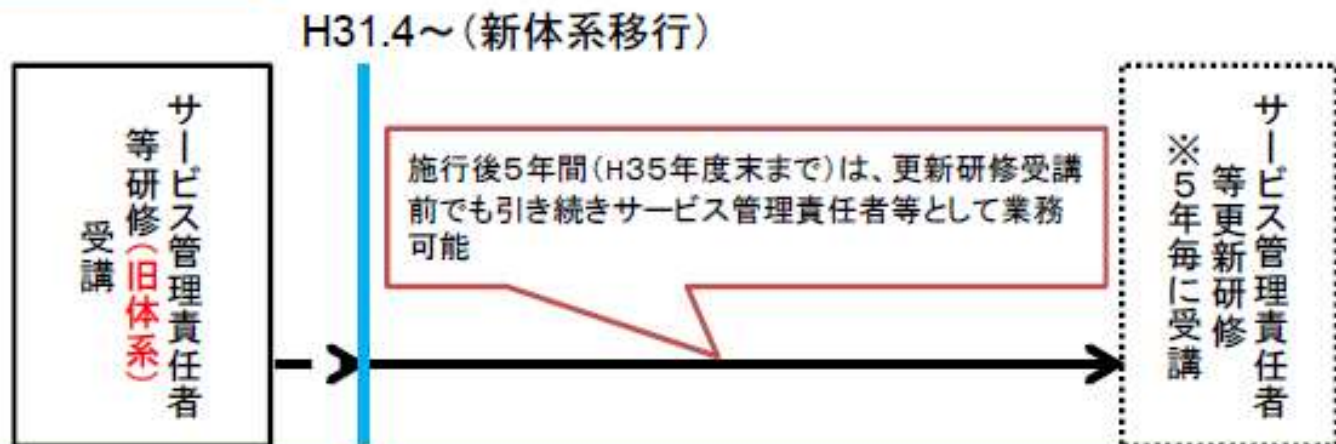 H31.4～（新体系移行）
サービス管理責任者
等研修（旧体系）
受講
施行後５年間（H35年度末まで）は、更新研修受講
前でも引き続きサービス管理責任者等として業務
可能
サービス管理責任者
等更新研修
※５年毎に受講